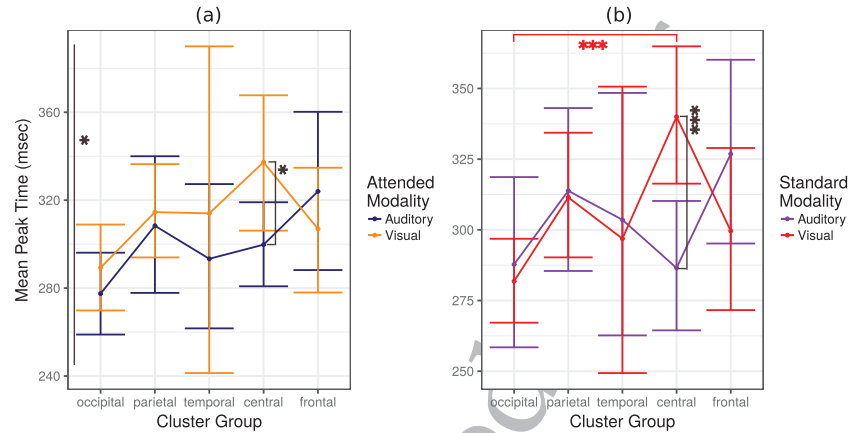 (a)
(b)
Mean Peak Time (msec)
360
320
280
240
*
*
occipital parietal temporal central frontal
Cluster Group
Attended
Modality
Auditory
Visual
350
325
300
275
250
***
***
occipital parietal temporal central frontal
Cluster Group
Standard
Modality
Auditory
Visual